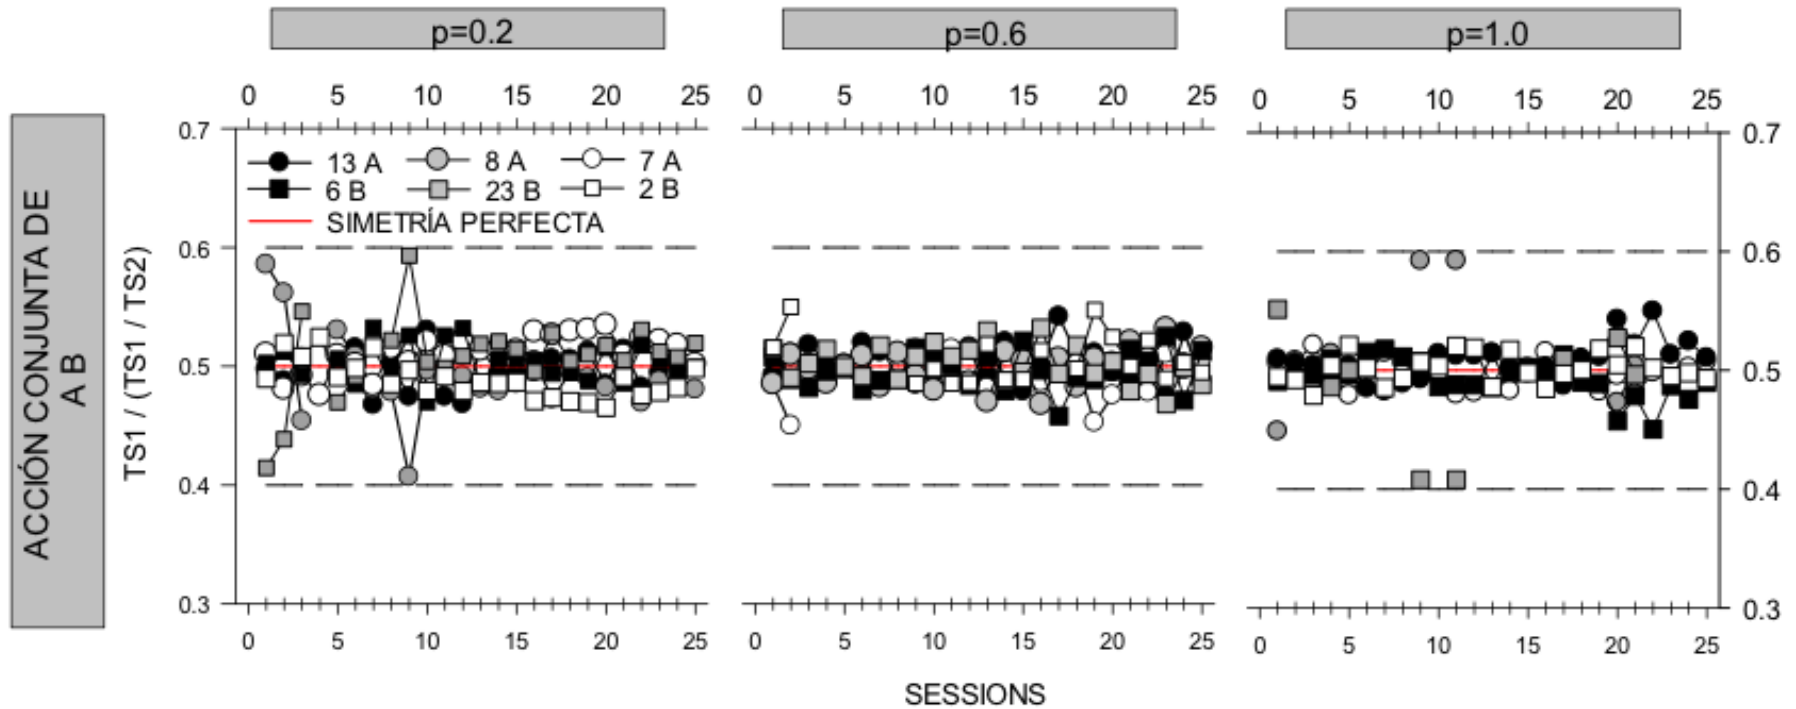 p=0.2 p=0.6 p=1.0
0 5 10 15 20 25 0 5 10 15 20 25 0 5 10 15 20 25
ACCIÓN CONJUNTA DE
A B
TS1 / (TS1 / TS2)
0.7 0.7
13 A 8 A 7 A
6 B 23 B 2 B
SIMETRÍA PERFECTA
0.6 0.6
0.5 0.5
0.4 0.4
0.3 0.3
0 5 10 15 20 25 0 5 10 15 20 25 0 5 10 15 20 25
SESSIONS